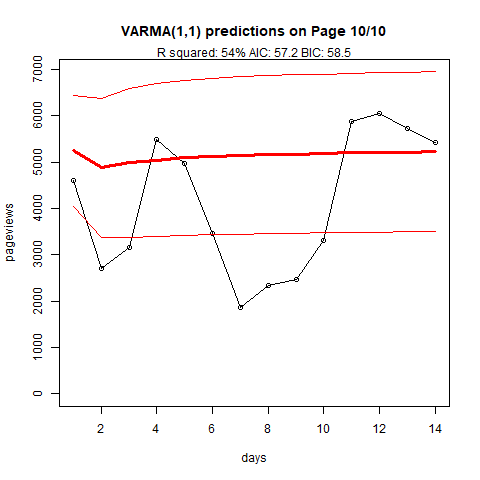 VARMA(1,1) predictions on Page 10/10
R squared: 54% AIC: 57.2 BIC: 58.5
7000
6000
5000
4000
3000
2000
1000
0
pageviews
2 4 6 8 10 12 14
days